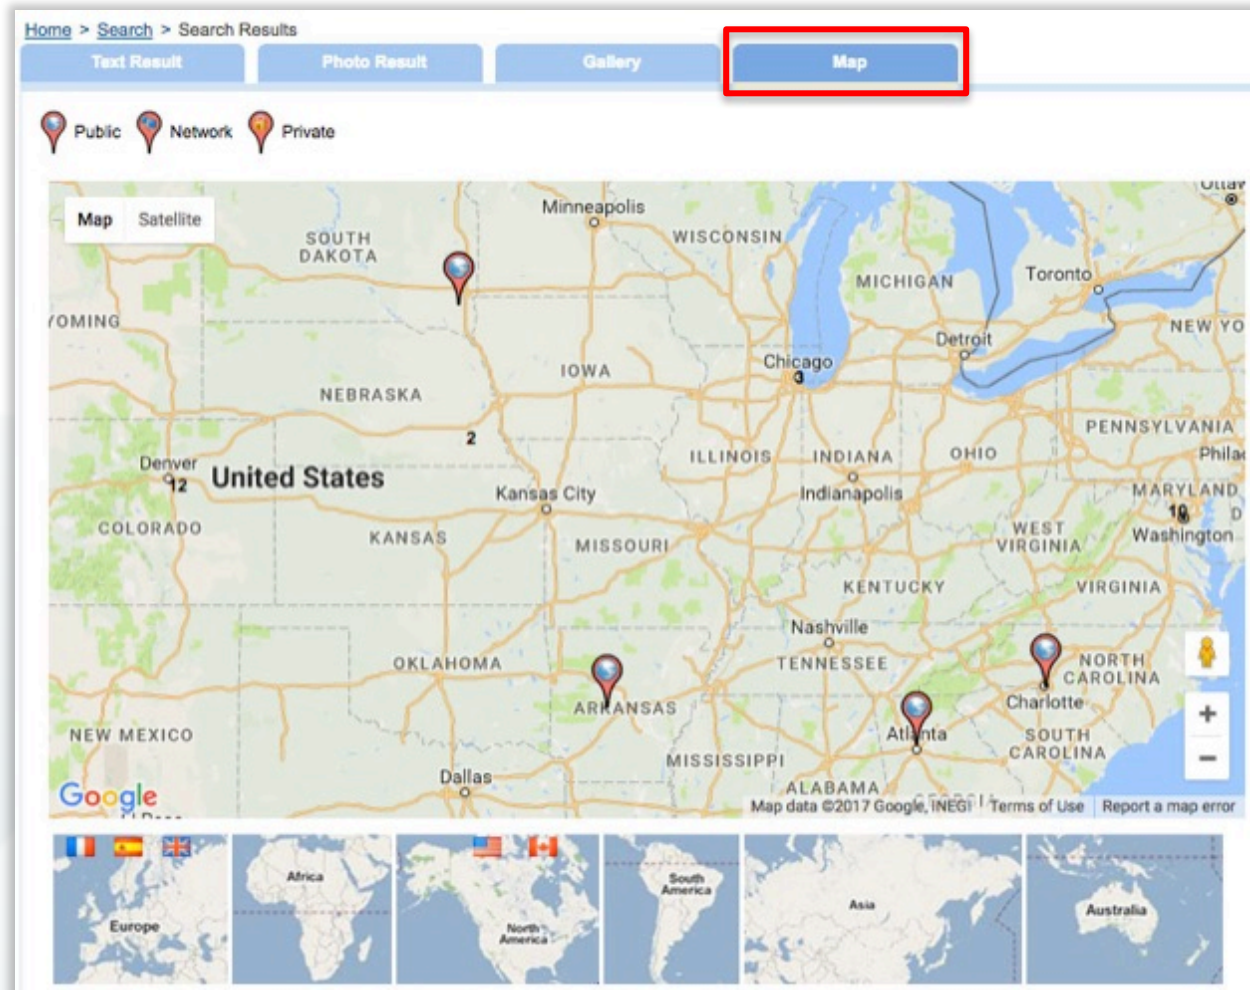 Home > Search > Search Results
Text Result Photo Result Gallery Map
Public Network Private
Map Satellite
Minneapolis
WISCONSIN
SOUTH
DAKOTA
MICHIGAN
Toronto
YOMING
NEW YO
Detroit
Chicago
3
IOWA
NEBRASKA
PENNSYLVANIA
2
ILLINOIS INDIANA OHIO
Philad
Denver
12
United States
Kansas City
Indianapolis
MARYLAND
10
D
COLORADO
KANSAS
MISSOURI
WEST
VIRGINIA
Washington
KENTUCKY
VIRGINIA
Nashville
TENNESSEE
OKLAHOMA
NORTH
CAROLINA
ARKANSAS
Charlotte
NEW MEXICO
Atlanta
SOUTH
CAROLINA
MISSISSIPPI
Dallas
ALABAMA
Google
Map data ©2017 Google, INEGI Terms of Use Report a map error
Europe
Africa
North
America
South
America
Asia
Australia